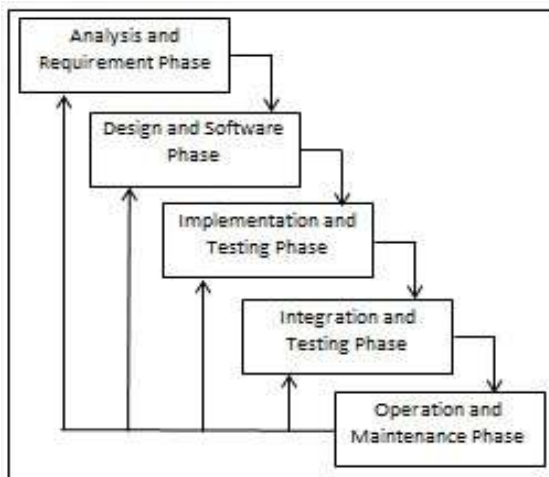 Analysis and
Requirement Phase
Design and Software
Phase
Implementation and
Testing Phase
Integration and
Testing Phase
Operation and
Maintenance Phase